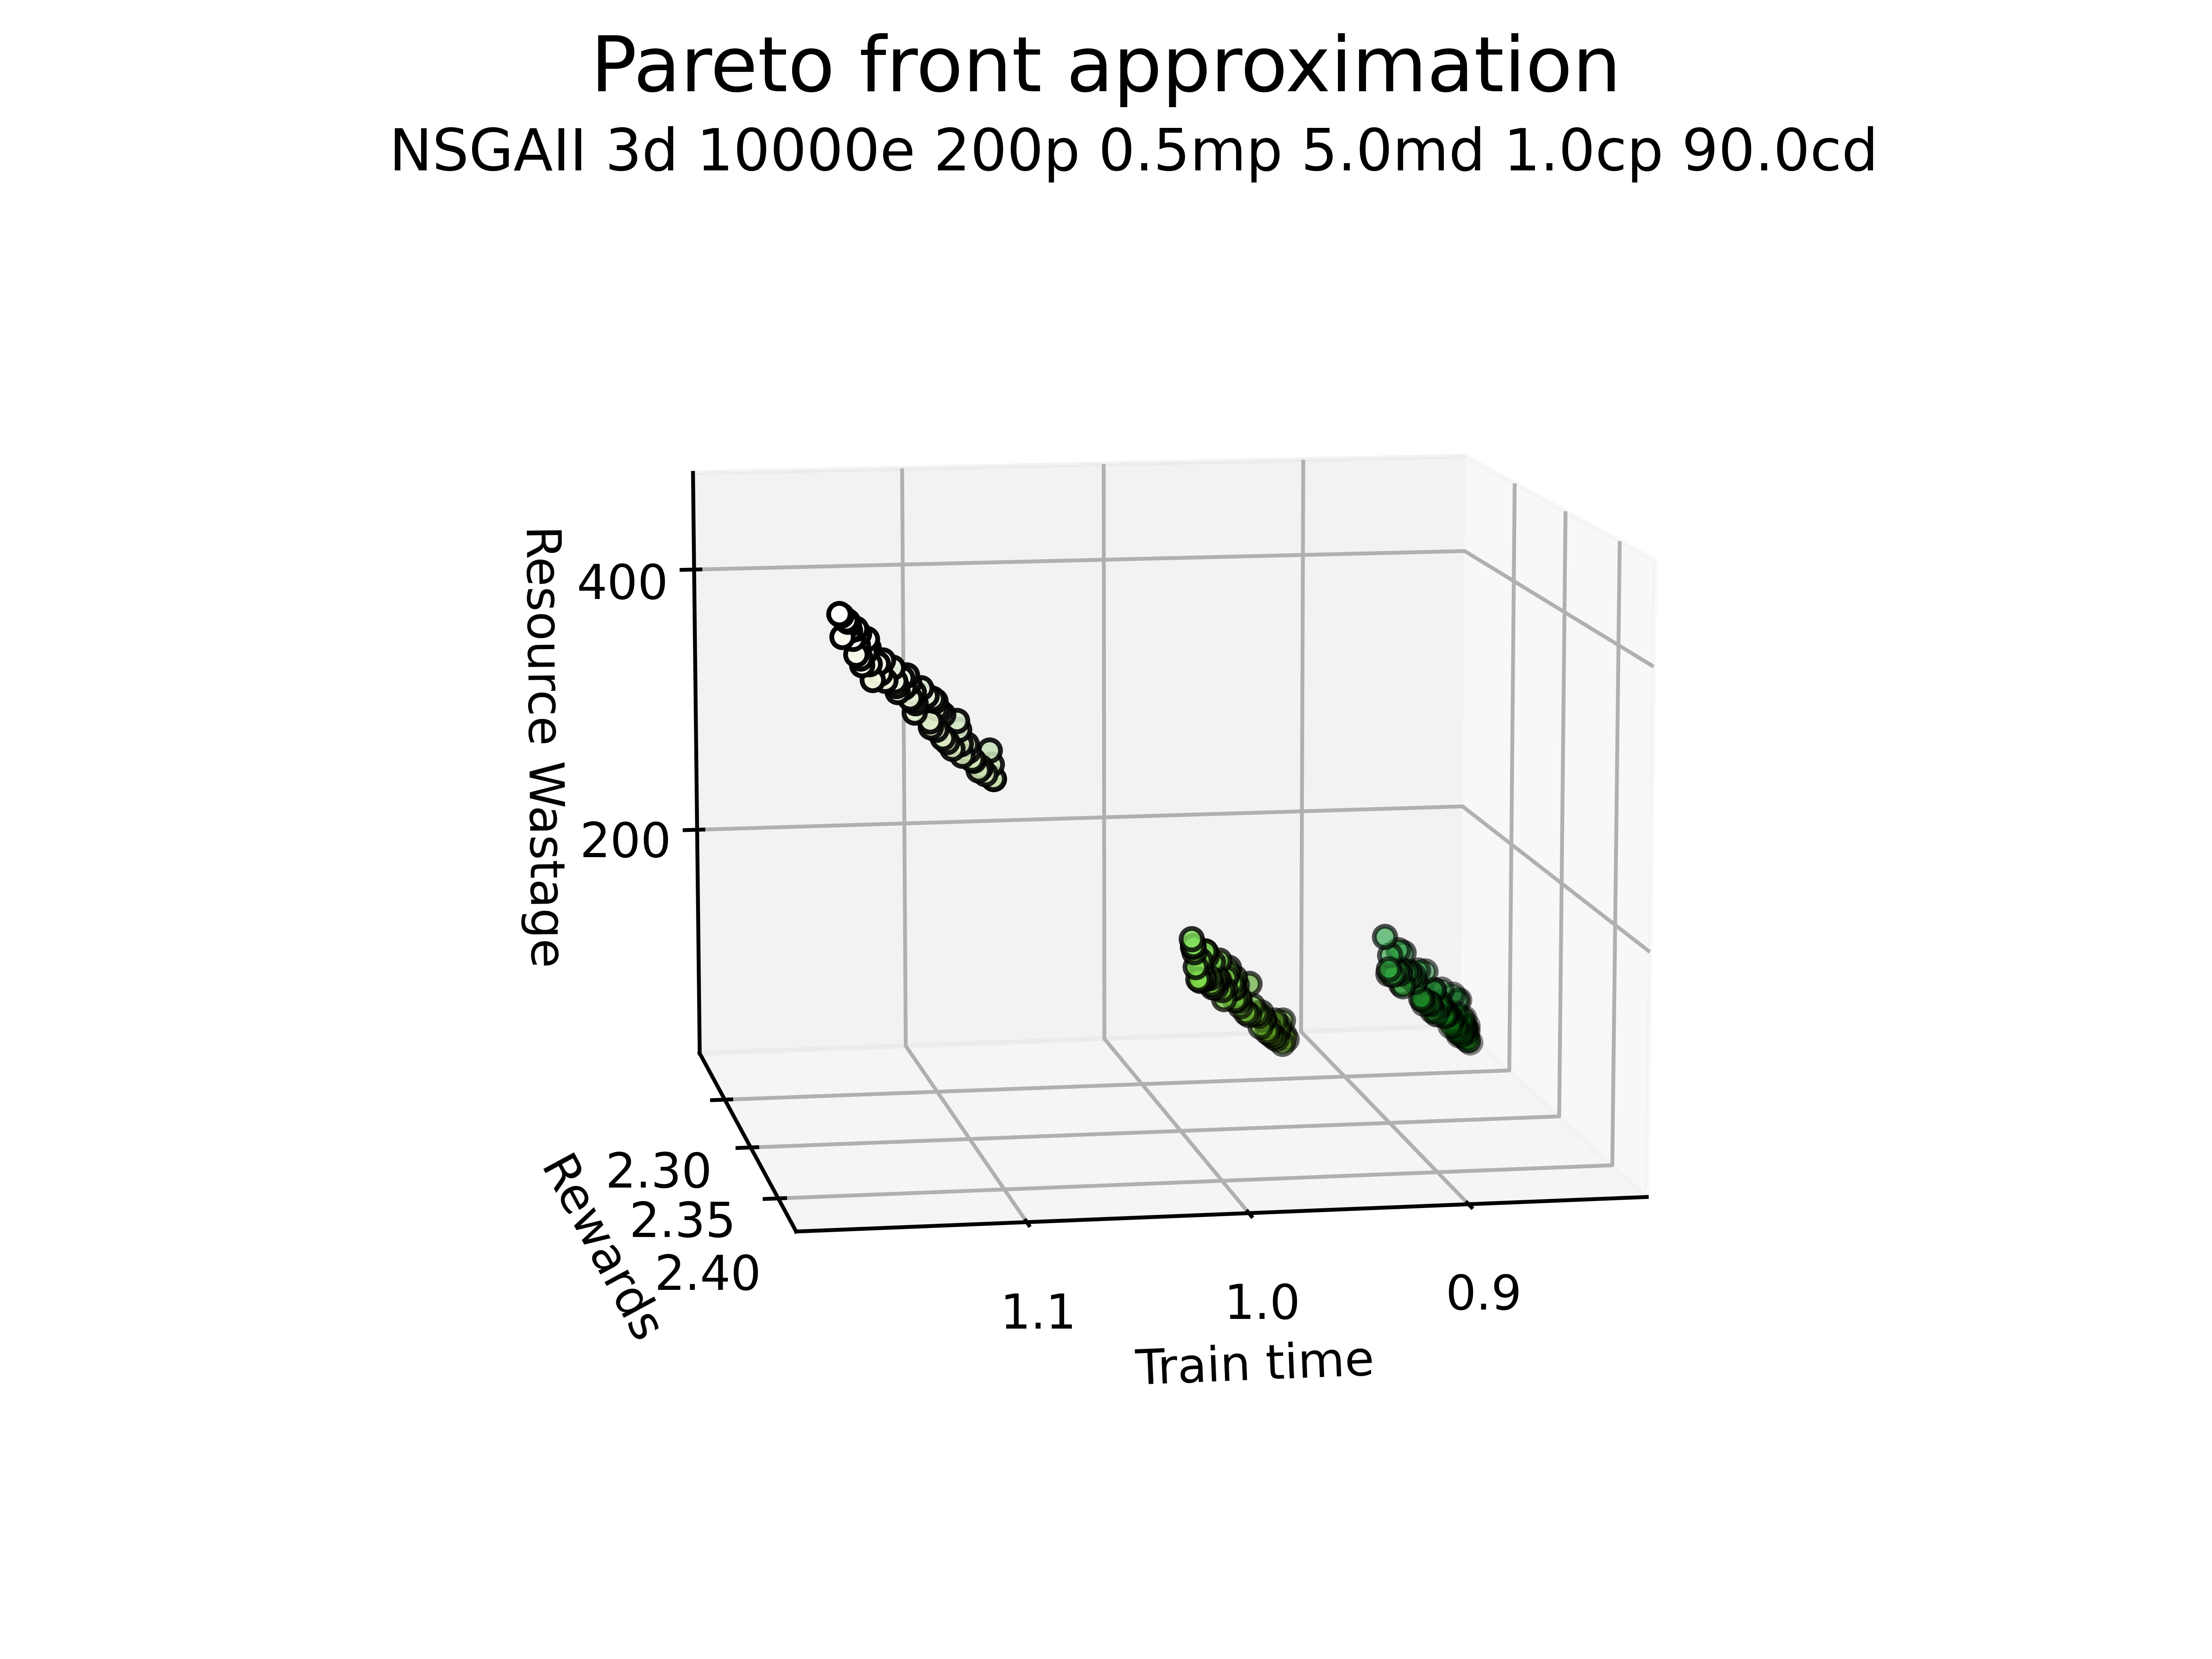 Pareto front approximation
NSGAII 3d 10000e 200p 0.5mp 5.0md 1.0cp 90.0cd
Ressource Wastage
400
200
Rewards
2.30
2.35
2.40
1.1
1.0
0.9
Train time